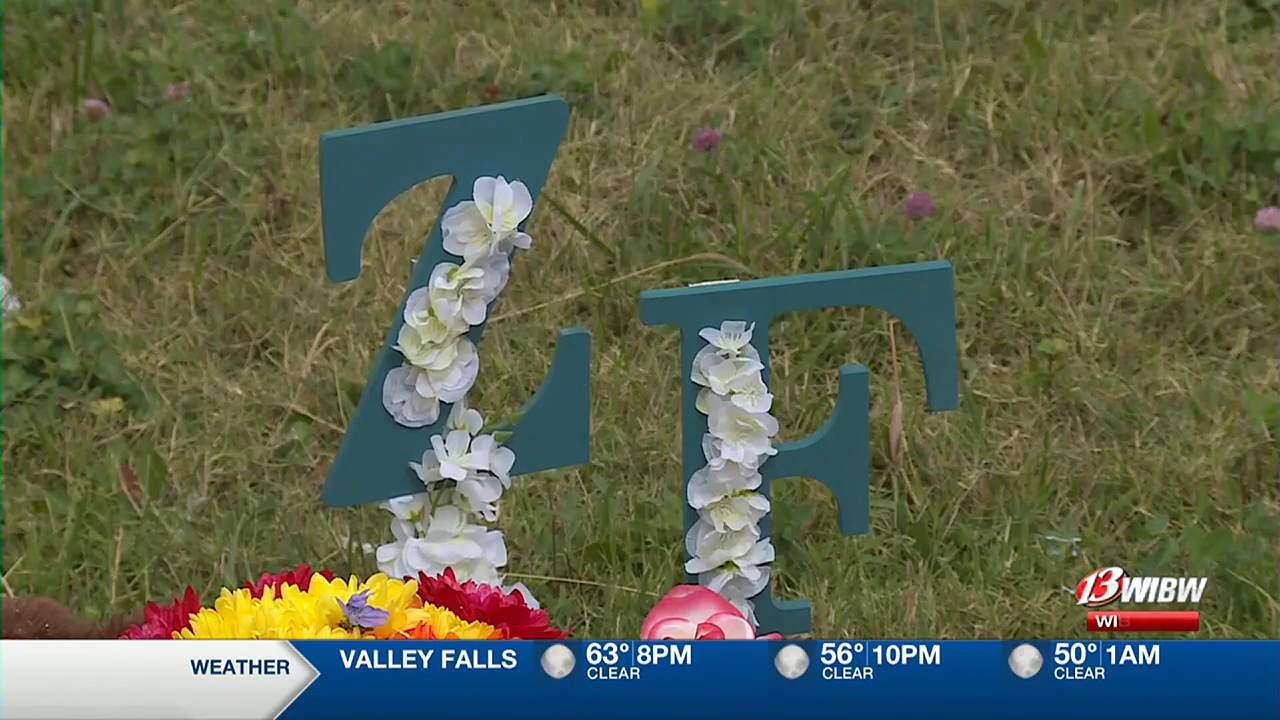 Z F
13 WIBW
WI
WEATHER
VALLEY FALLS
63° 8PM
CLEAR
56° 10PM
CLEAR
50° 1AM
CLEAR